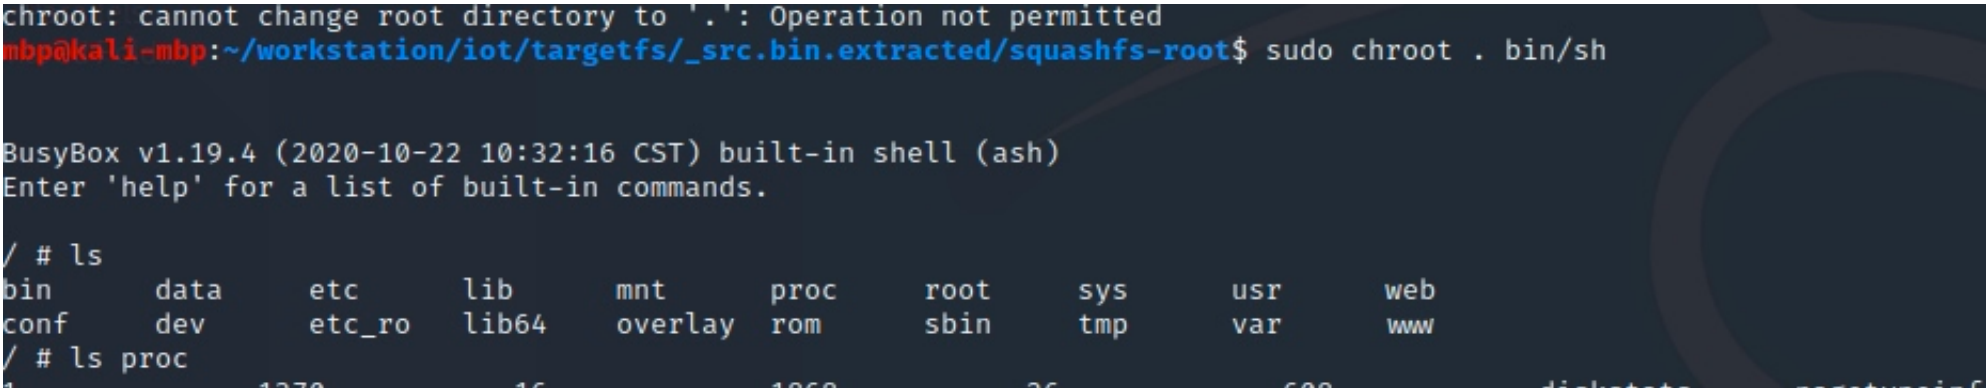 chroot: cannot change root directory to '.': Operation not permitted
mbp@kali-mbp:~/workstation/iot/targetfs/_src.bin.extracted/squashfs-root$ sudo chroot . bin/sh
BusyBox v1.19.4 (2020-10-22 10:32:16 CST) built-in shell (ash)
Enter 'help' for a list of built-in commands.
/ # ls
bin data etc lib mnt proc root sys usr web
conf dev etc_ro lib64 overlay rom sbin tmp var www
/ # ls proc